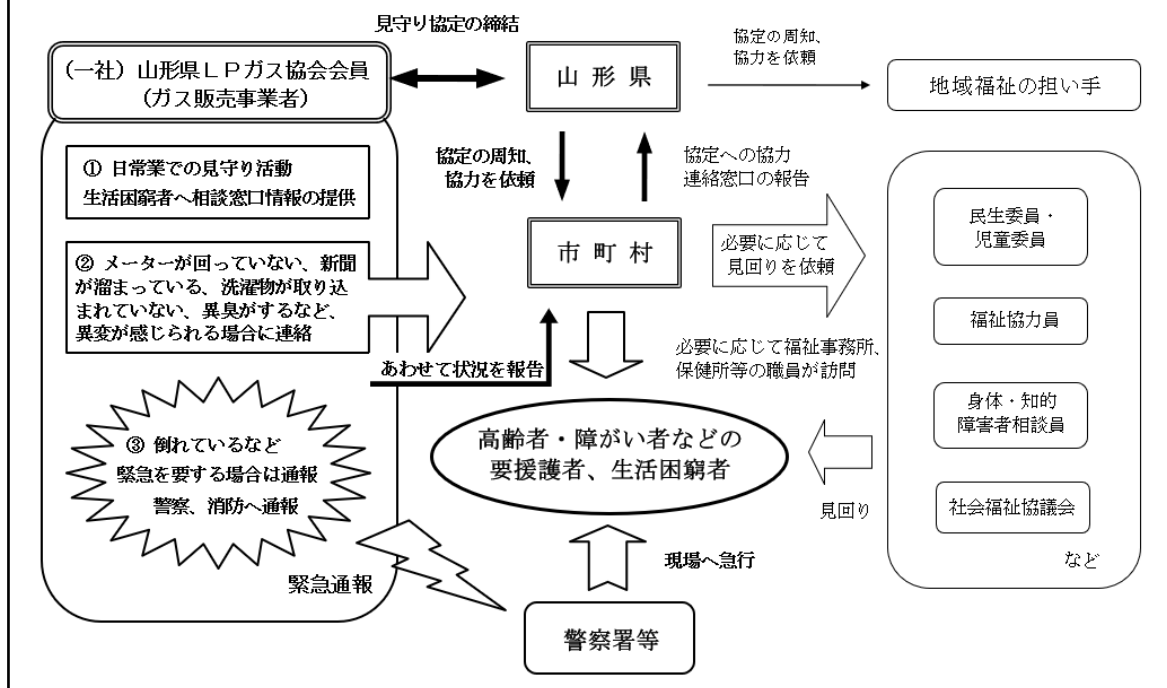 見守り協定の締結
(一社)山形県LPガス協会会員
(ガス販売事業者)
山形県
協定の周知、
協力を依頼
地域福祉の担い手
① 日常業での見守り活動
生活困窮者へ相談窓口情報の提供
協定の周知、
協力を依頼
協定への協力
連絡窓口の報告
② メーターが回っていない、新聞
が溜まっている、洗濯物が取り込
まれていない、異臭がするなど、
異変が感じられる場合に連絡
市町村
必要に応じて
見回りを依頼
民生委員・
児童委員
福祉協力員
身体・知的
障害者相談員
社会福祉協議会
など
あわせて状況を報告
必要に応じて福祉事務所、
保健所等の職員が訪問
③ 倒れているなど
緊急を要する場合は通報
警察、消防へ通報
高齢者・障がい者などの
要援護者、生活困窮者
見回り
緊急通報
現場へ急行
警察署等